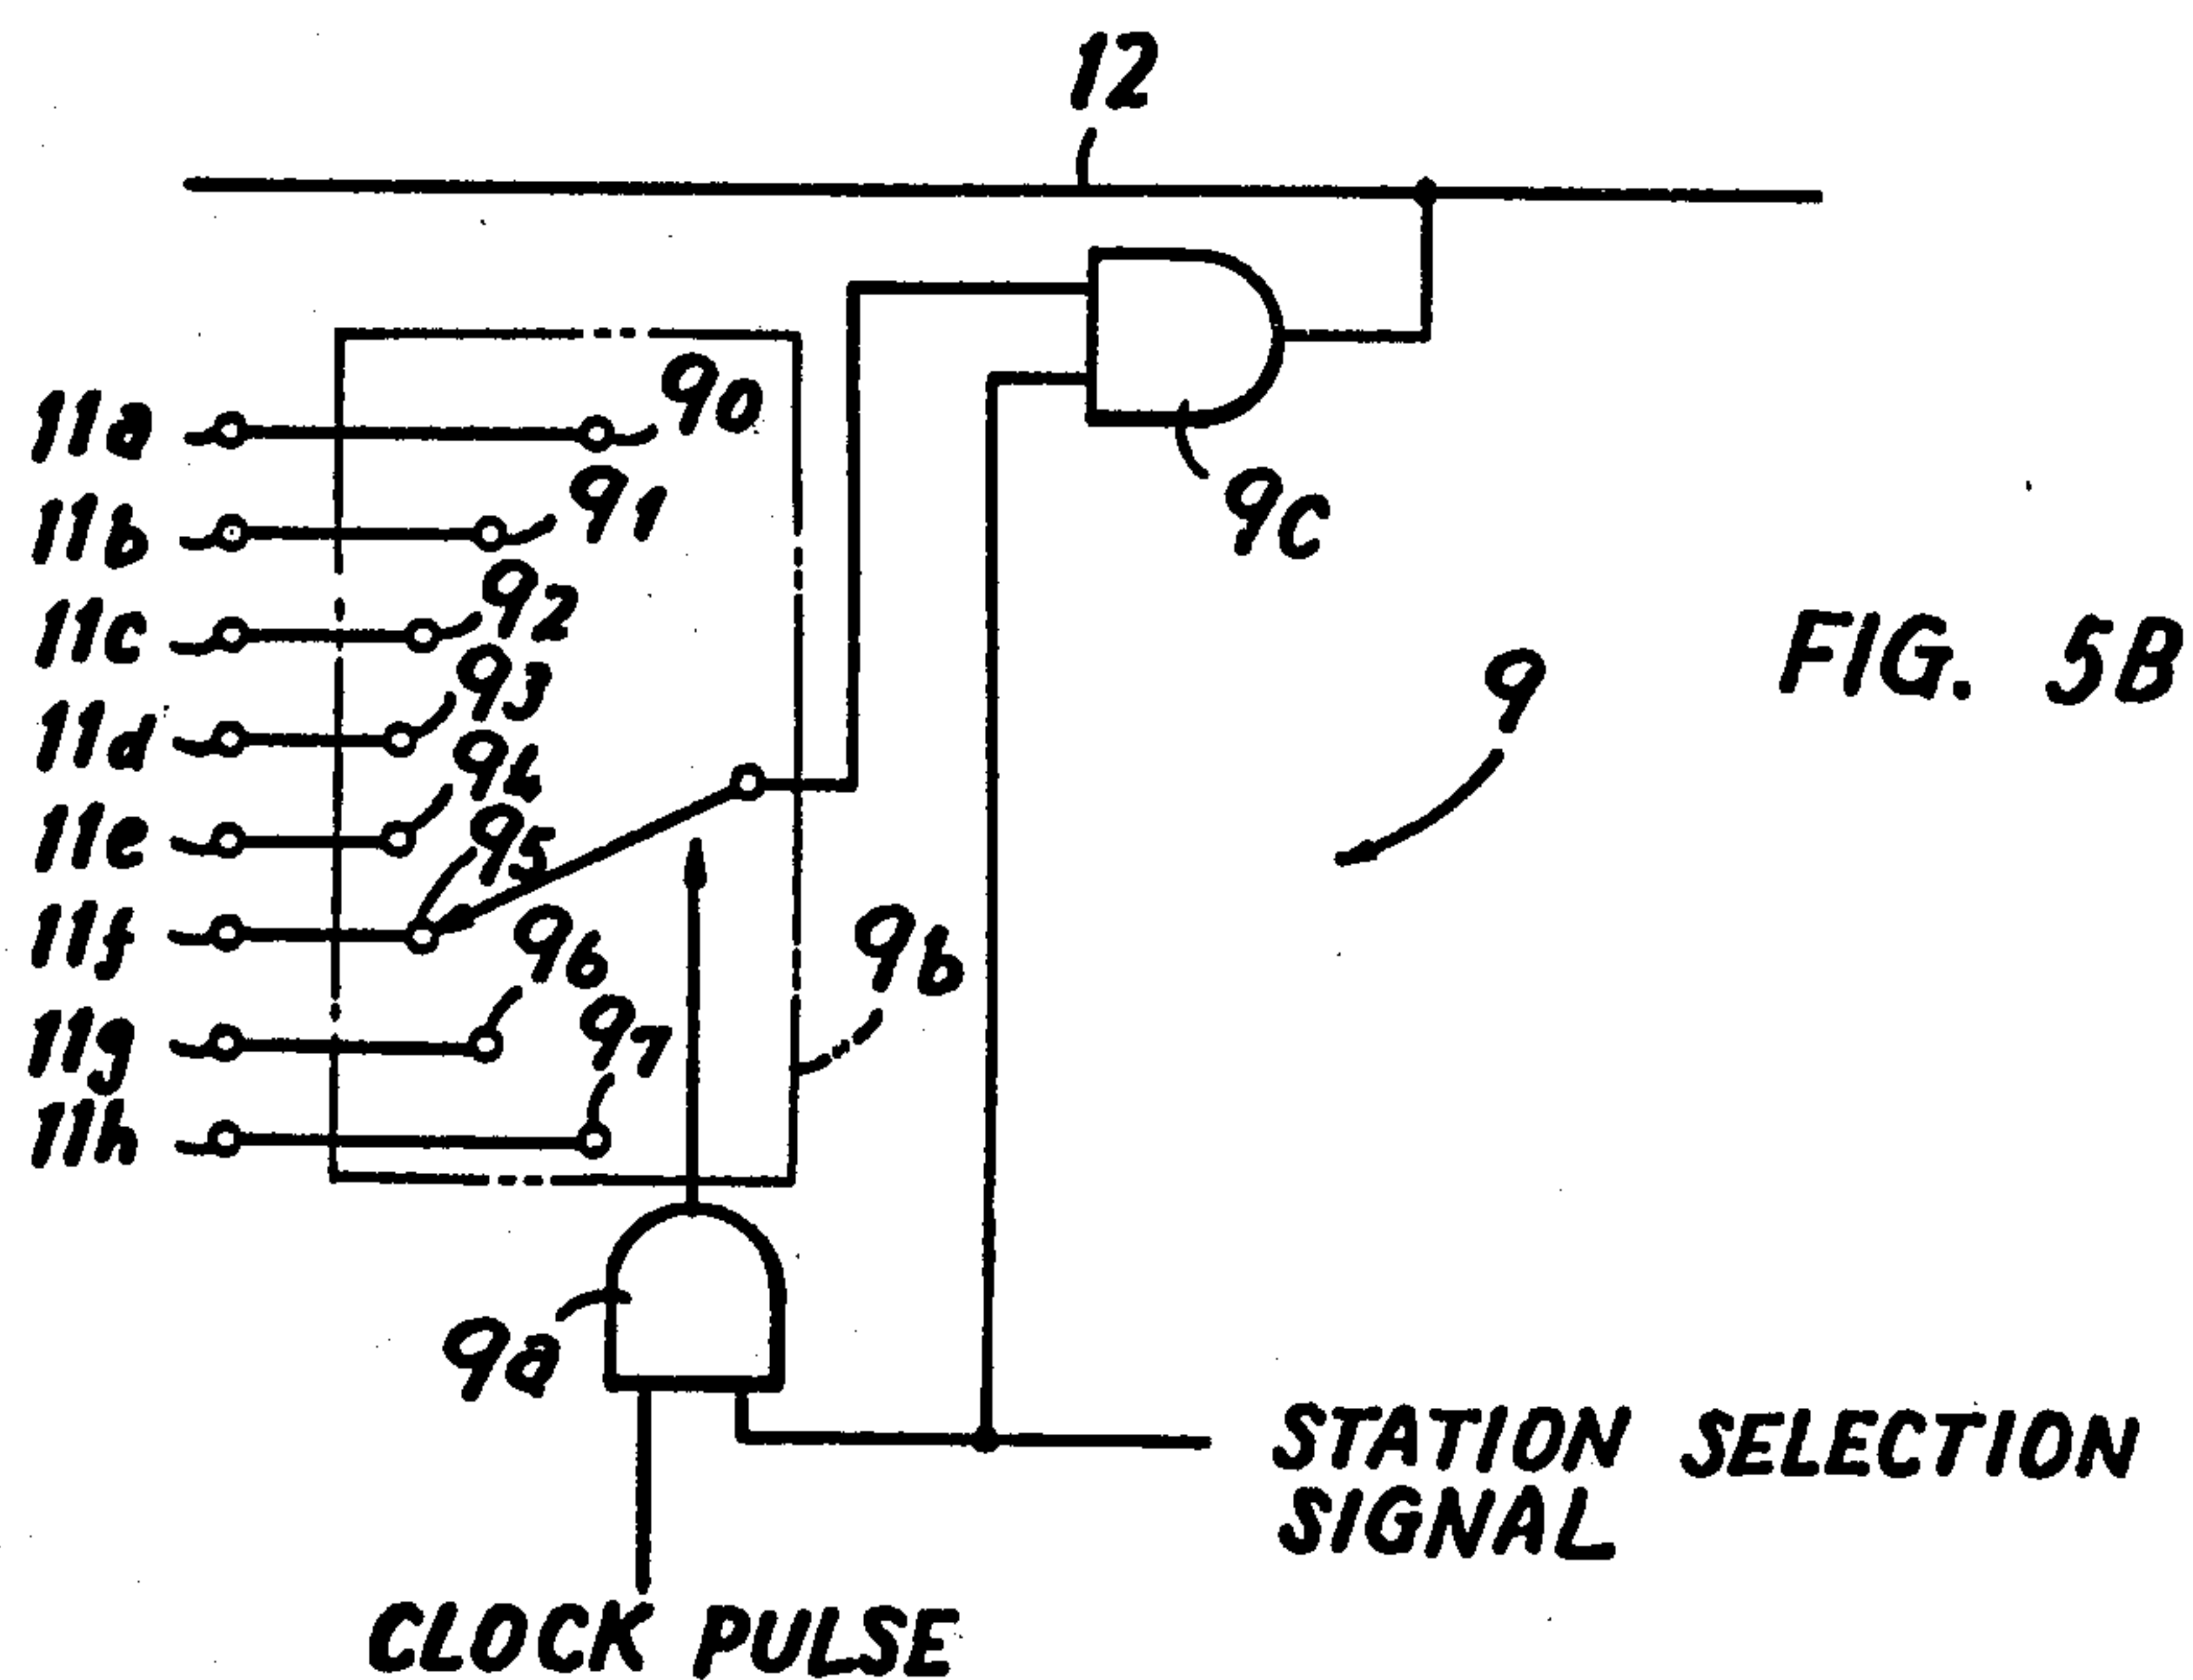 12
11a
90
11b
91
11c
92
11d
93
11e
94
11f
95
11g
96
11h
97
9b
9c
9
FIG. 5B
9a
STATION SELECTION
SIGNAL
CLOCK PULSE